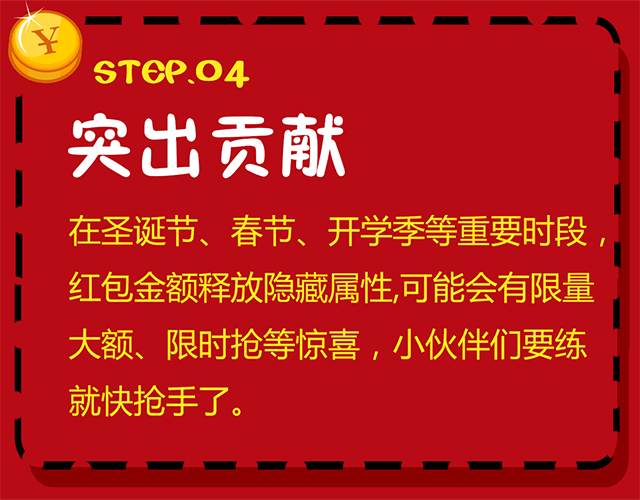 ¥
STEP.04
突出贡献
在圣诞节、春节、开学季等重要时段，
红包金额释放隐藏属性,可能会有限量
大额、限时抢等惊喜，小伙伴们要练
就快抢手了。